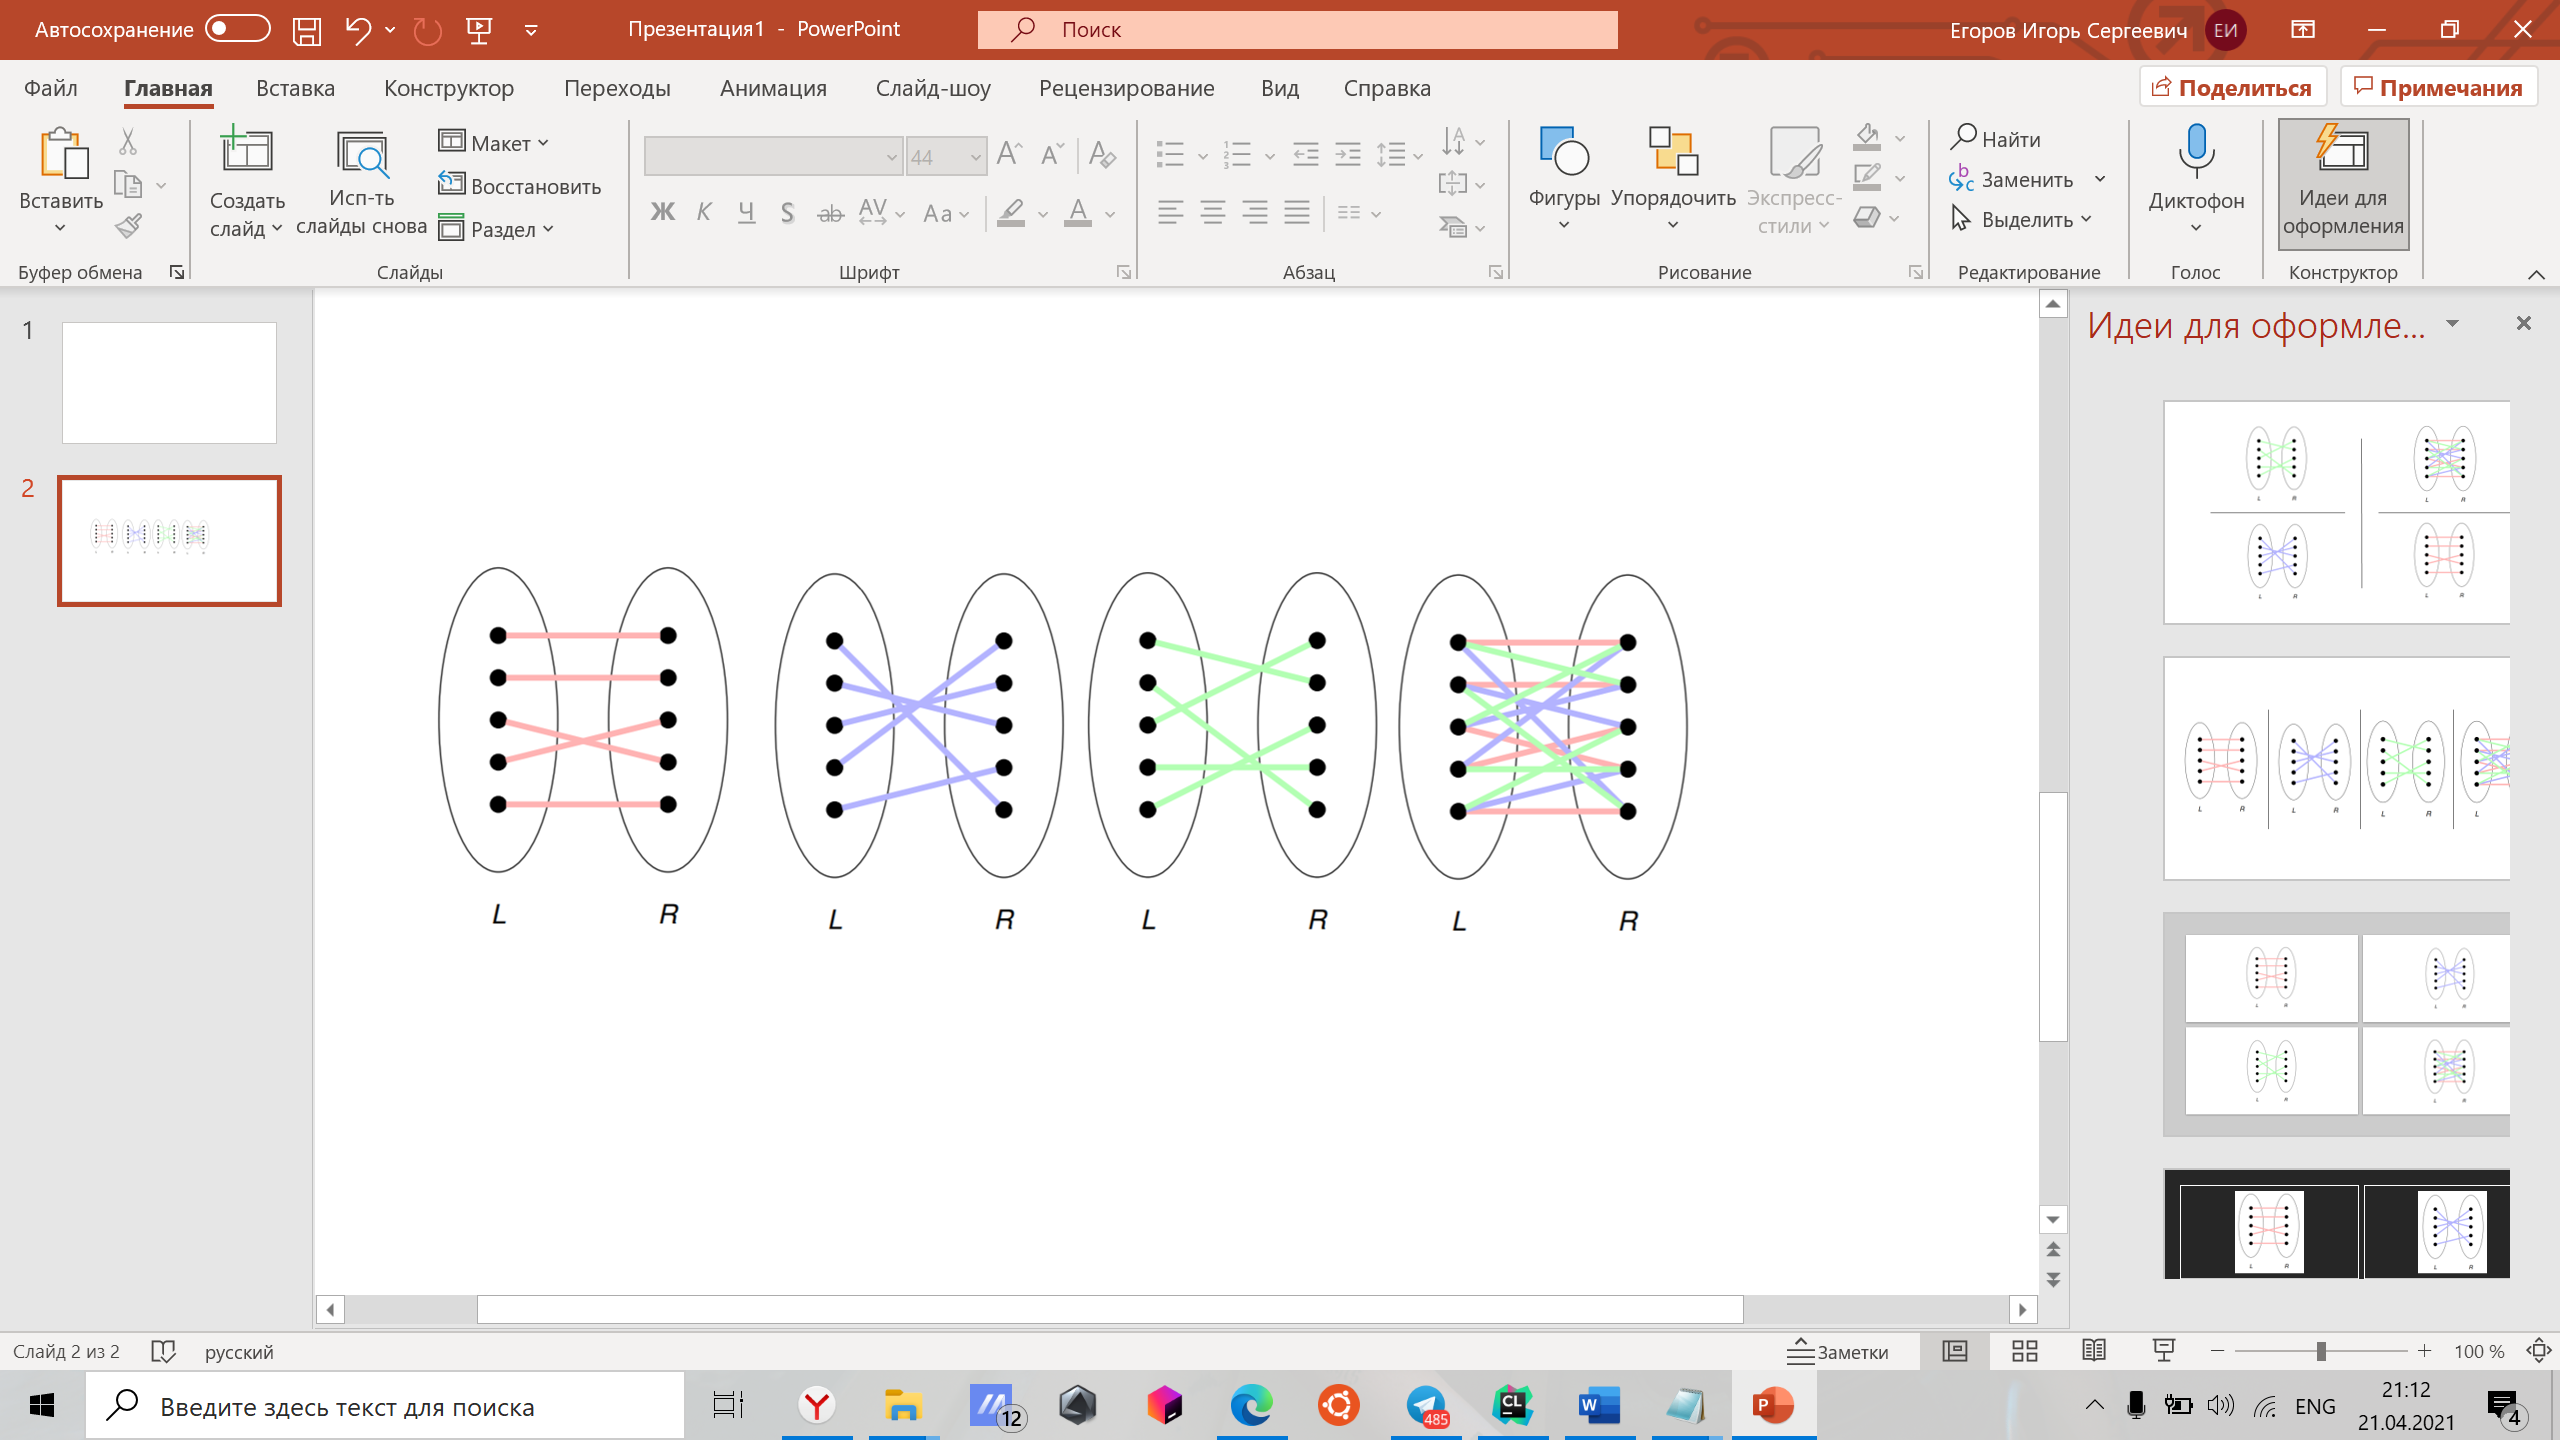 Автосохранение
Презентация1 - PowerPoint
Поиск
Егоров Игорь Сергеевич
ЕИ
Файл Главная Вставка Конструктор Переходы Анимация Слайд-шоу Рецензирование Вид Справка
Поделиться
Примечания
Вставить
Буфер обмена
Создать
слайд
Исп-ть
слайды снова
Макет
Восстановить
Раздел
Слайды
44
Ж К Ч S ab AV Aa A
Шрифт
Абзац
Фигуры
Упорядочить
Экспресс-
стили
Рисование
Найти
Заменить
Выделить
Редактирование
Диктофон
Голос
Идеи для
оформления
Конструктор
1
2
L R L R L R L R
Идеи для оформле...
Слайд 2 из 2
русский
Заметки
100 %
Введите здесь текст для поиска
12
485
ENG
21:12
21.04.2021
4